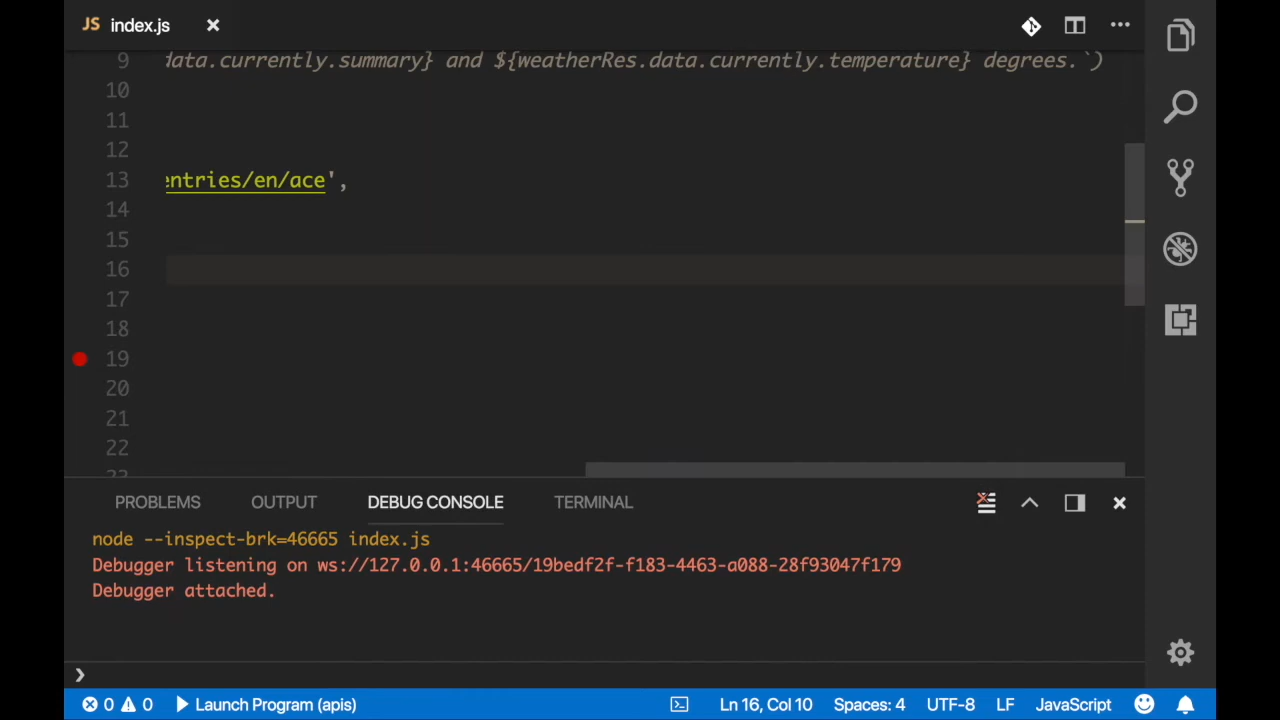 JS index.js
9 data.currently.summary} and ${weatherRes.data.currently.temperature} degrees.`)
10
11
12
13 entries/en/ace',
14
15
16
17
18
19
20
21
22
PROBLEMS OUTPUT DEBUG CONSOLE TERMINAL
node --inspect-brk=46665 index.js
Debugger listening on ws://127.0.0.1:46665/19bedf2f-f183-4463-a088-28f93047f179
Debugger attached.
0 0 Launch Program (apis) Ln 16, Col 10 Spaces: 4 UTF-8 LF JavaScript